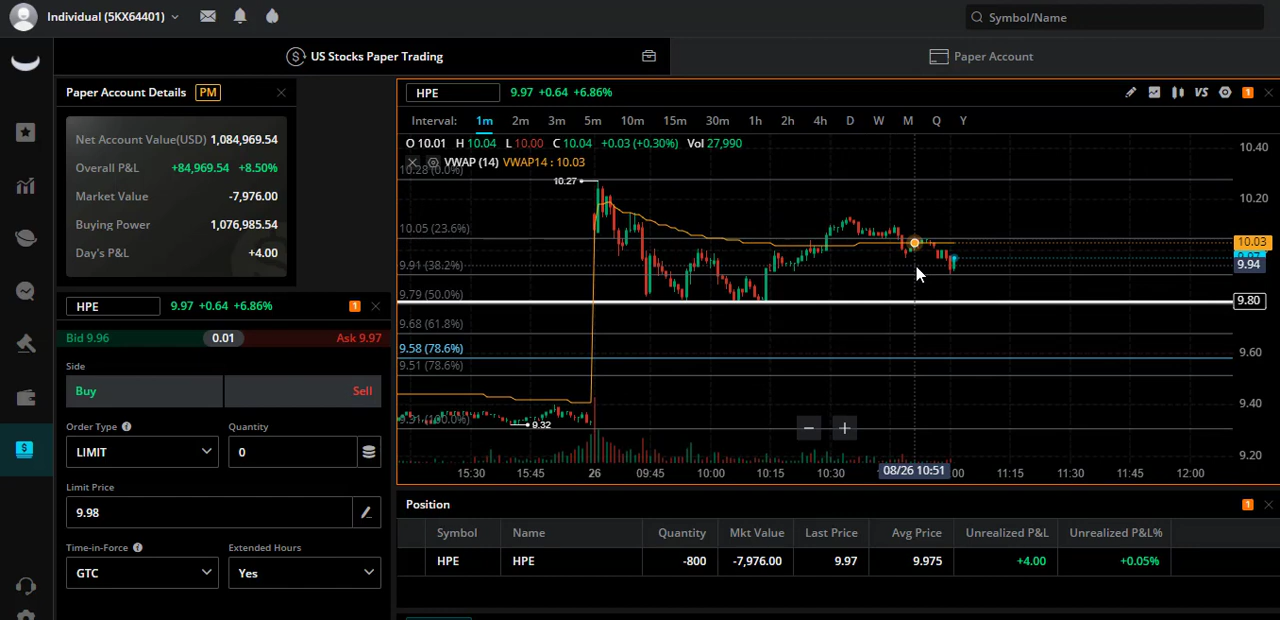 Individual (5KX64401)
Symbol/Name
US Stocks Paper Trading
Paper Account
Paper Account Details PM
Net Account Value(USD) 1,084,969.54
Overall P&L +84,969.54 +8.50%
Market Value -7,976.00
Buying Power 1,076,985.54
Day's P&L +4.00
HPE 9.97 +0.64 +6.86%
Bid 9.96 0.01 Ask 9.97
Side
Buy Sell
Order Type Quantity
LIMIT 0
Limit Price
9.98
Time-in-Force Extended Hours
GTC Yes
HPE 9.97 +0.64 +6.86% VS 1
Interval: 1m 2m 3m 5m 10m 15m 30m 1h 2h 4h D W M Q Y
O 10.01 H 10.04 L 10.00 C 10.04 +0.03 (+0.30%) Vol 27,990
VWAP (14) VWAP14 : 10.03
10.28 (0.0%)
10.27
10.05 (23.6%)
9.91 (38.2%)
9.79 (50.0%)
9.68 (61.8%)
9.58 (78.6%)
9.51 (78.6%)
9.32
10.40
10.20
10.03
9.94
9.80
9.60
9.40
9.20
15:30 15:45 26 09:45 10:00 10:15 10:30 08/26 10:51 :00 11:15 11:30 11:45 12:00
Position 1
Symbol Name Quantity Mkt Value Last Price Avg Price Unrealized P&L Unrealized P&L%
HPE HPE -800 -7,976.00 9.97 9.975 +4.00 +0.05%